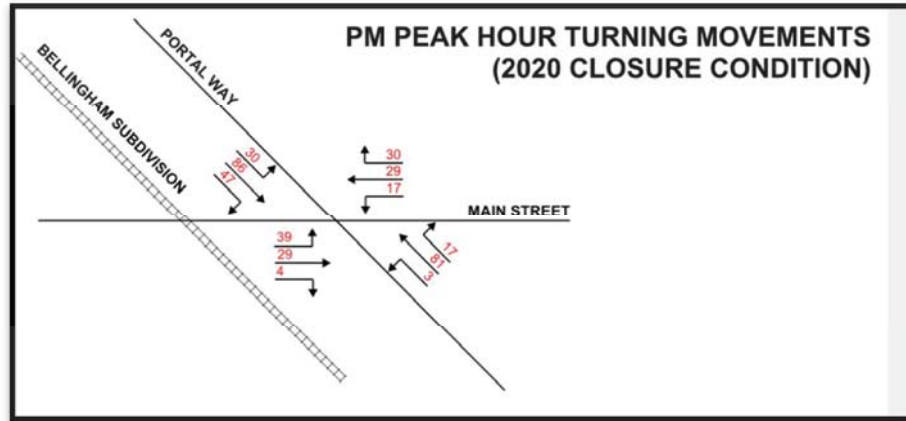 PM PEAK HOUR TURNING MOVEMENTS
(2020 CLOSURE CONDITION)
PORTAL WAY
BELLINGHAM SUBDIVISION
30
86
47
30
29
17
MAIN STREET
39
29
4
17
81
3